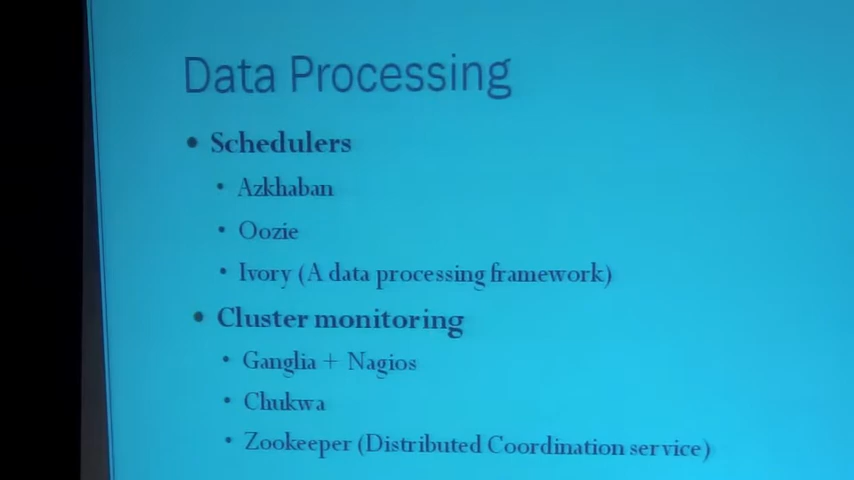 Data Processing
• Schedulers
• Azkhaban
• Oozie
• Ivory (A data processing framework)
• Cluster monitoring
• Ganglia + Nagios
• Chukwa
• Zookeeper (Distributed Coordination service)